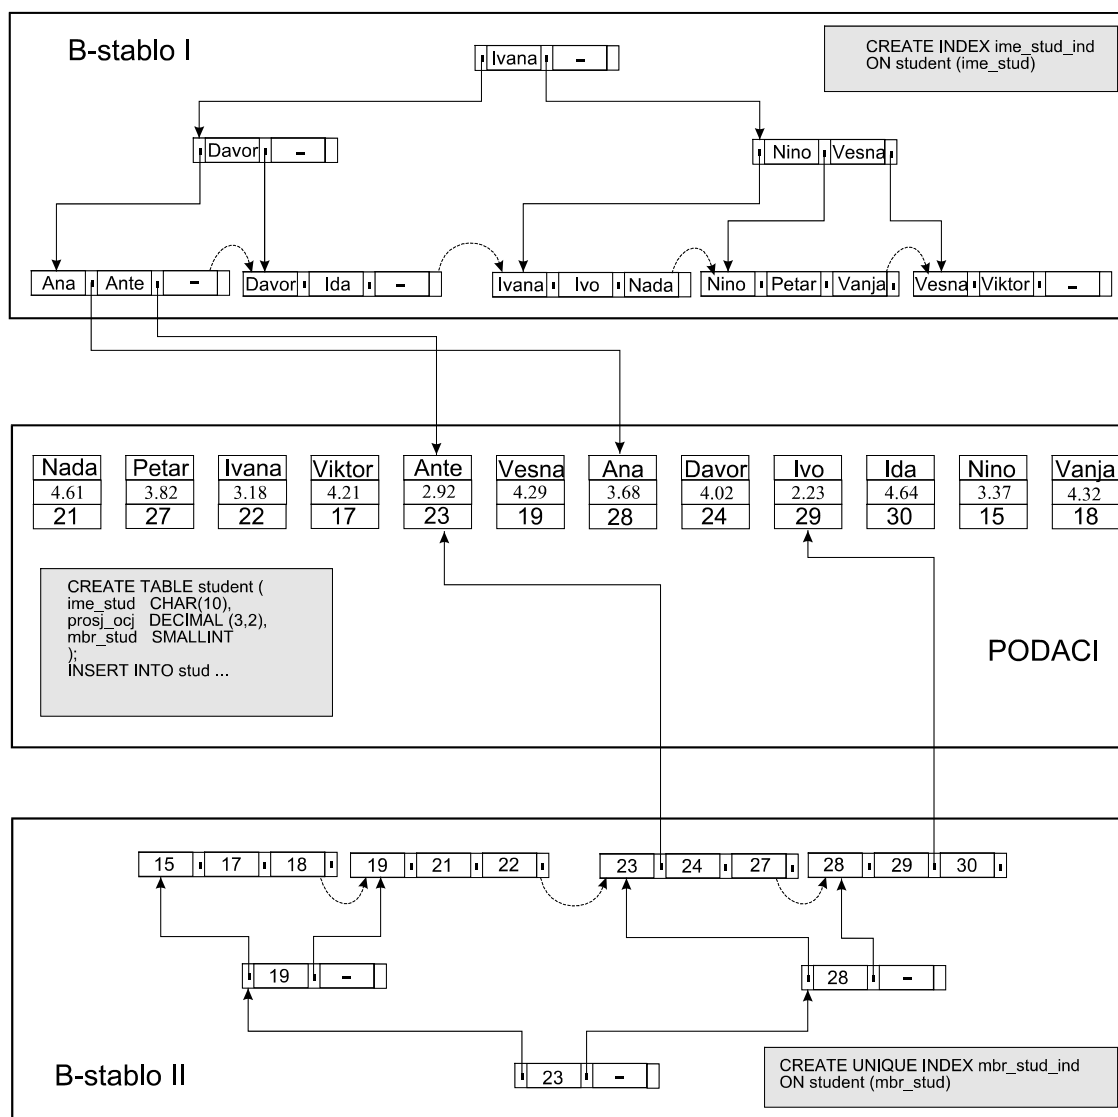 B-stablo I
CREATE INDEX ime_stud_ind
ON student (ime_stud)
Ivana –
Davor –
Nino Vesna
Ana Ante –
Davor Ida –
Ivana Ivo Nada
Nino Petar Vanja
Vesna Viktor –
Nada Petar Ivana Viktor Ante Vesna Ana Davor Ivo Ida Nino Vanja
4.61 3.82 3.18 4.21 2.92 4.29 3.68 4.02 2.23 4.64 3.37 4.32
21 27 22 17 23 19 28 24 29 30 15 18
CREATE TABLE student (
ime_stud CHAR(10),
prosj_ocj DECIMAL (3,2),
mbr_stud SMALLINT
);
INSERT INTO stud ...
PODACI
15 17 18
19 21 22
23 24 27
28 29 30
19 –
28 –
23 –
B-stablo II
CREATE UNIQUE INDEX mbr_stud_ind
ON student (mbr_stud)